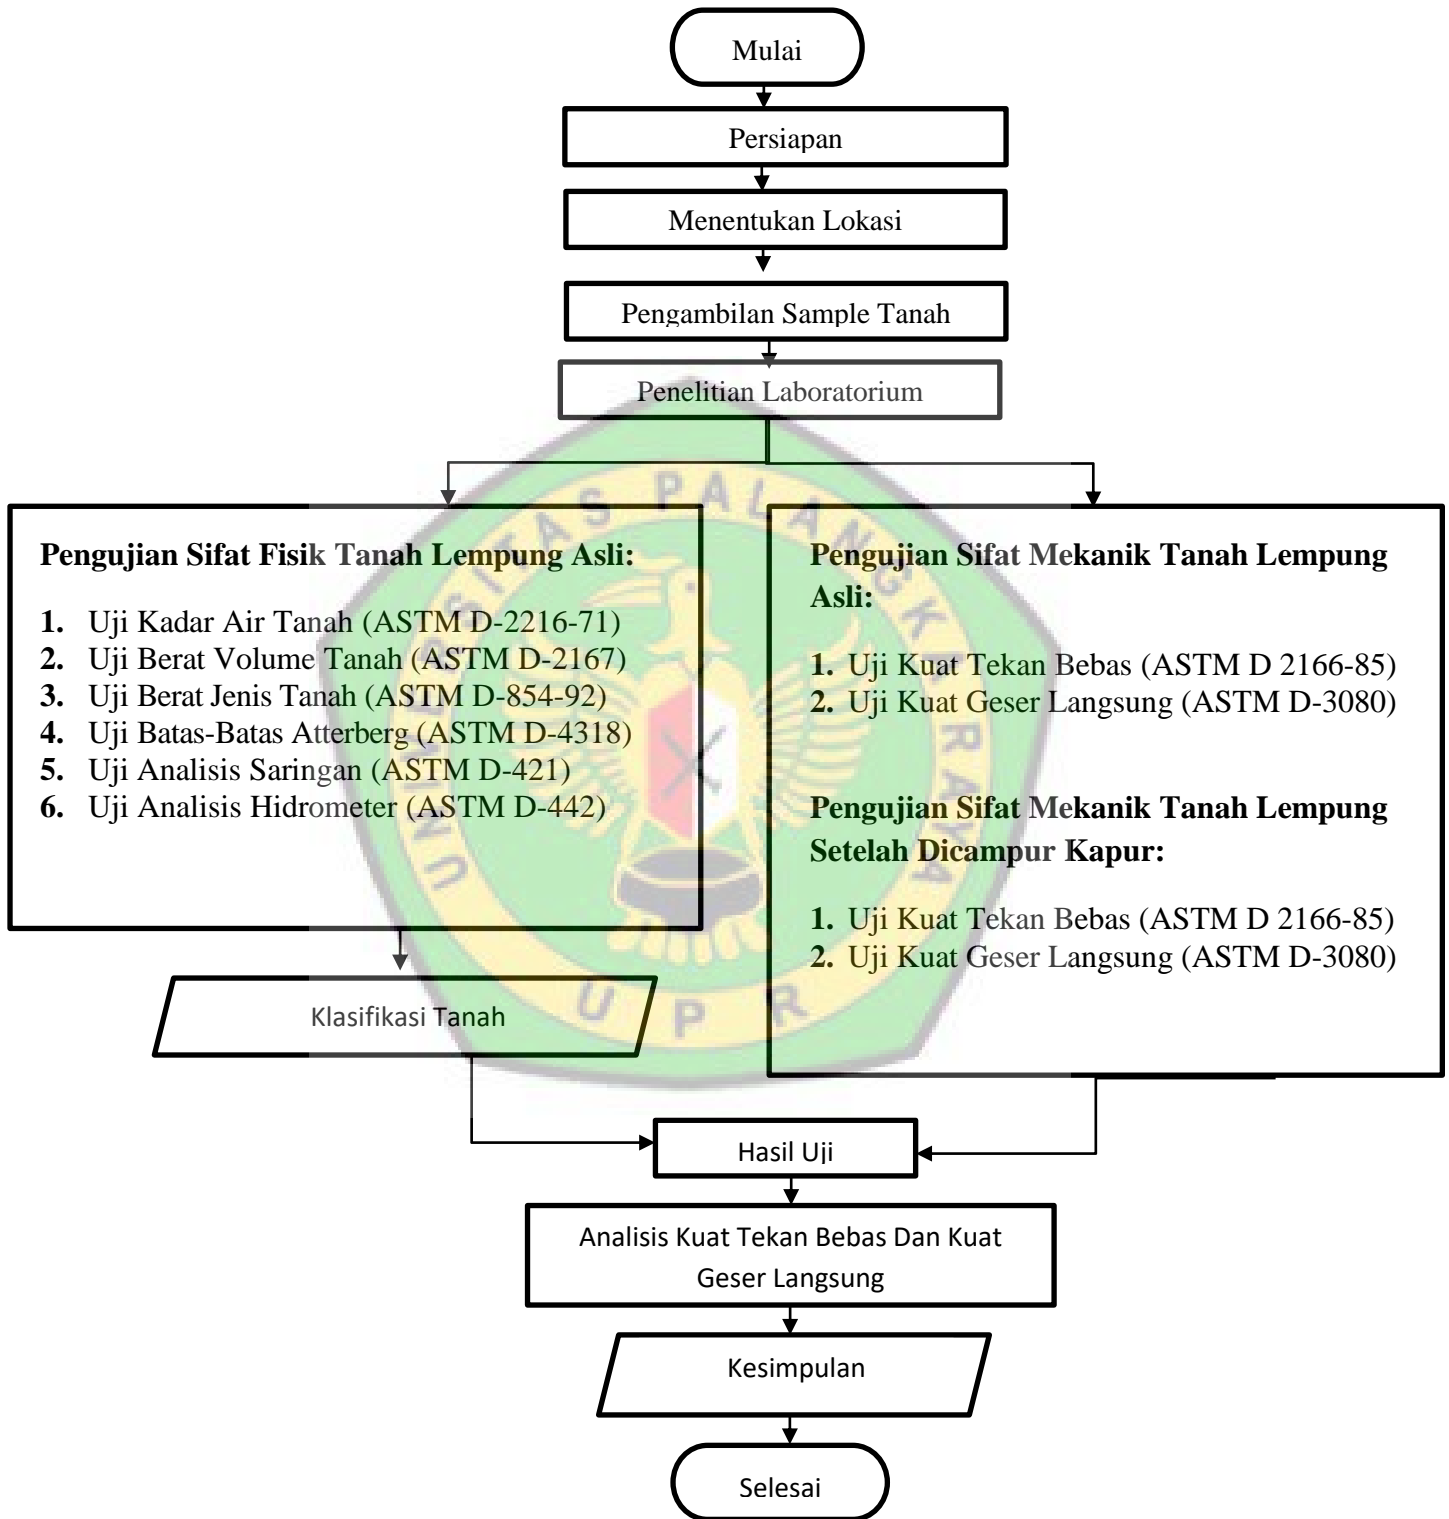 Mulai
Persiapan
Menentukan Lokasi
Pengambilan Sample Tanah
Penelitian Laboratorium
Pengujian Sifat Fisik Tanah Lempung Asli:
1. Uji Kadar Air Tanah (ASTM D-2216-71)
2. Uji Berat Volume Tanah (ASTM D-2167)
3. Uji Berat Jenis Tanah (ASTM D-854-92)
4. Uji Batas-Batas Atterberg (ASTM D-4318)
5. Uji Analisis Saringan (ASTM D-421)
6. Uji Analisis Hidrometer (ASTM D-442)
Pengujian Sifat Mekanik Tanah Lempung
Asli:
1. Uji Kuat Tekan Bebas (ASTM D 2166-85)
2. Uji Kuat Geser Langsung (ASTM D-3080)
Pengujian Sifat Mekanik Tanah Lempung
Setelah Dicampur Kapur:
1. Uji Kuat Tekan Bebas (ASTM D 2166-85)
2. Uji Kuat Geser Langsung (ASTM D-3080)
UNIVERSITAS PALANGKA RAYA
UPR
Klasifikasi Tanah
Hasil Uji
Analisis Kuat Tekan Bebas Dan Kuat
Geser Langsung
Kesimpulan
Selesai